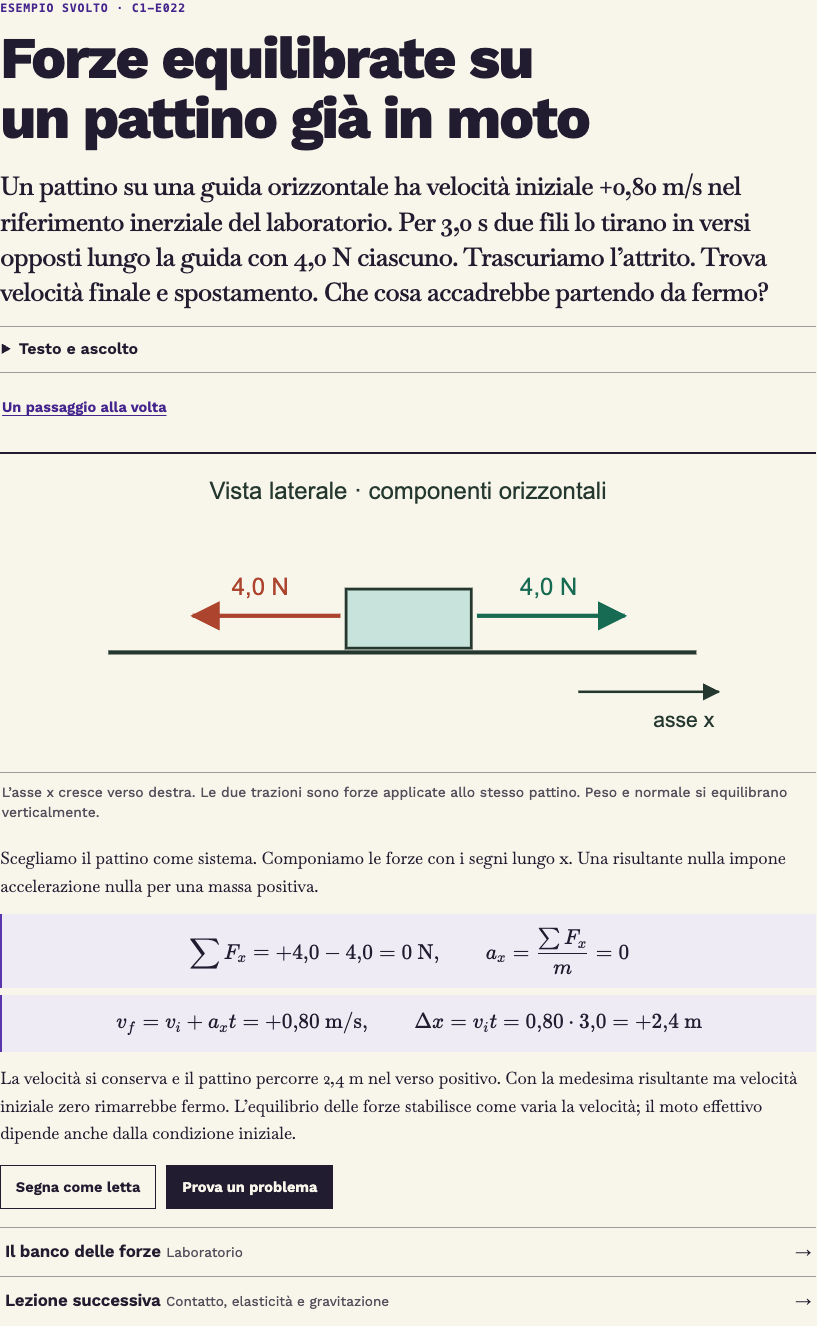 ESEMPIO SVOLTO · C1–E022
Forze equilibrate su
un pattino già in moto
Un pattino su una guida orizzontale ha velocità iniziale +0,80 m/s nel
riferimento inerziale del laboratorio. Per 3,0 s due fili lo tirano in versi
opposti lungo la guida con 4,0 N ciascuno. Trascuriamo l’attrito. Trova
velocità finale e spostamento. Che cosa accadrebbe partendo da fermo?
▶ Testo e ascolto
Un passaggio alla volta
Vista laterale · componenti orizzontali
4,0 N 4,0 N
asse x
L’asse x cresce verso destra. Le due trazioni sono forze applicate allo stesso pattino. Peso e normale si equilibrano
verticalmente.
Scegliamo il pattino come sistema. Componiamo le forze con i segni lungo x. Una risultante nulla impone
accelerazione nulla per una massa positiva.
∑ Fₓ = +4,0 − 4,0 = 0 N, aₓ = ∑ Fₓ / m = 0
v_f = v_i + aₓt = +0,80 m/s, Δx = v_i t = 0,80 · 3,0 = +2,4 m
La velocità si conserva e il pattino percorre 2,4 m nel verso positivo. Con la medesima risultante ma velocità
iniziale zero rimarrebbe fermo. L’equilibrio delle forze stabilisce come varia la velocità; il moto effettivo
dipende anche dalla condizione iniziale.
Segna come letta Prova un problema
Il banco delle forze Laboratorio →
Lezione successiva Contatto, elasticità e gravitazione →